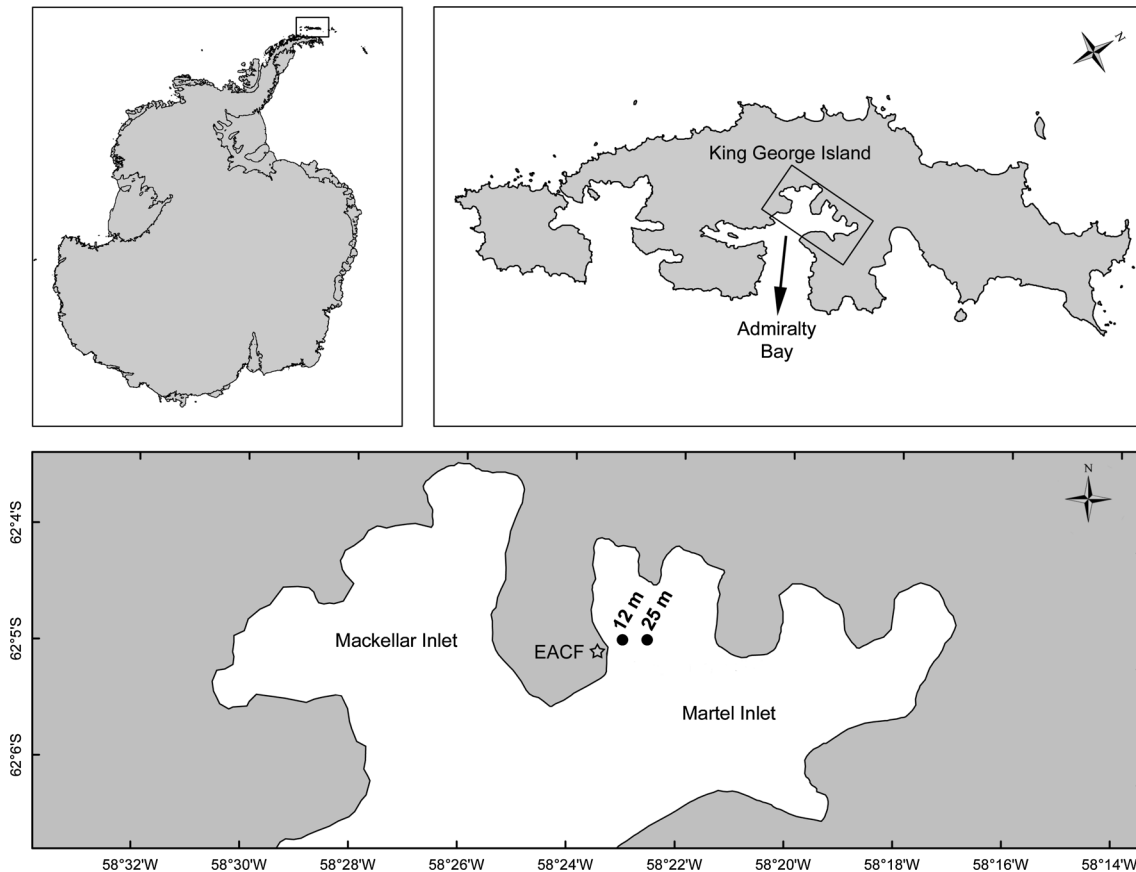 Z
King George Island
Admiralty
Bay
N
62°4'S
62°5'S
62°6'S
12 m
25 m
Mackellar Inlet
EACF
Martel Inlet
58°32'W
58°30'W
58°28'W
58°26'W
58°24'W
58°22'W
58°20'W
58°18'W
58°16'W
58°14'W